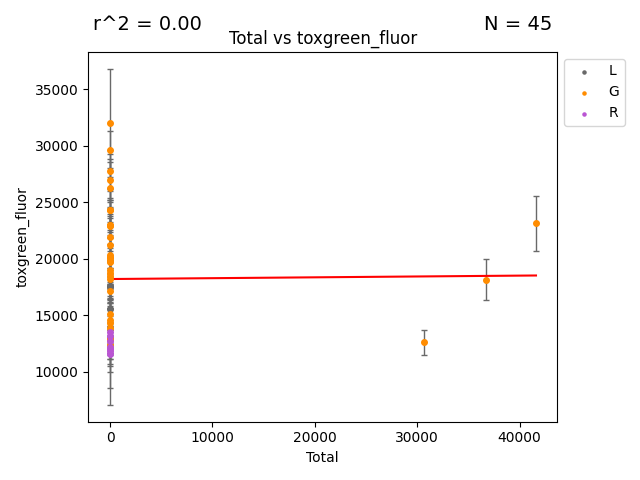 r^2 = 0.00
N = 45
Total vs toxgreen_fluor
L
G
R
35000
30000
25000
20000
15000
10000
toxgreen_fluor
0
10000
20000
30000
40000
Total